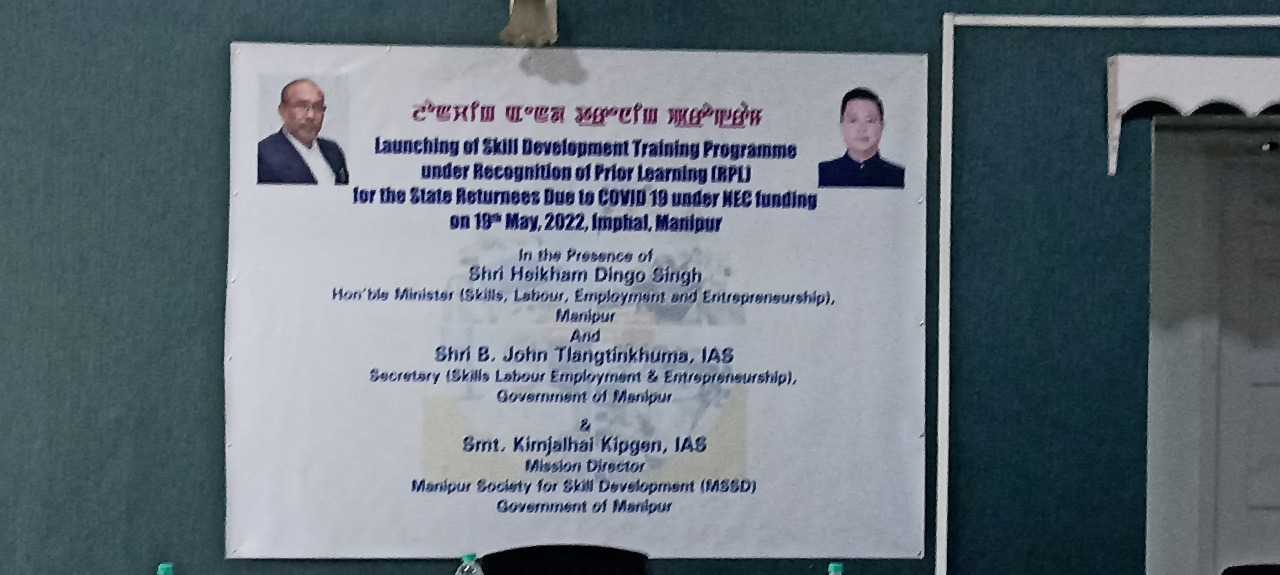 Launching of Skill Development Training Programme
under Recognition of Prior Learning (RPL)
for the State Returnees Due to COVID 19 under NEC funding
on 19th May, 2022, Imphal, Manipur
In the Presence of
Shri Heikham Dingo Singh
Hon'ble Minister (Skills, Labour, Employment and Entrepreneurship),
Manipur
And
Shri B. John Tlangtinkhuma, IAS
Secretary (Skills Labour Employment & Entrepreneurship),
Government of Manipur
&
Smt. Kimjalhai Kipgen, IAS
Mission Director
Manipur Society for Skill Development (MSSD)
Government of Manipur